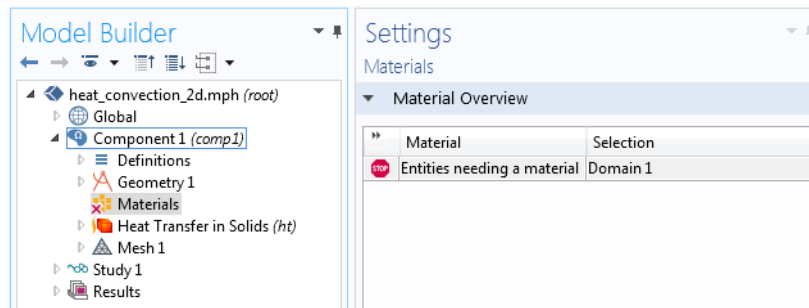 Model Builder
heat_convection_2d.mph (root)
Global
Component 1 (comp1)
Definitions
Geometry 1
Materials
Heat Transfer in Solids (ht)
Mesh 1
Study 1
Results
Settings
Materials
Material Overview
Material Selection
STOP Entities needing a material Domain 1